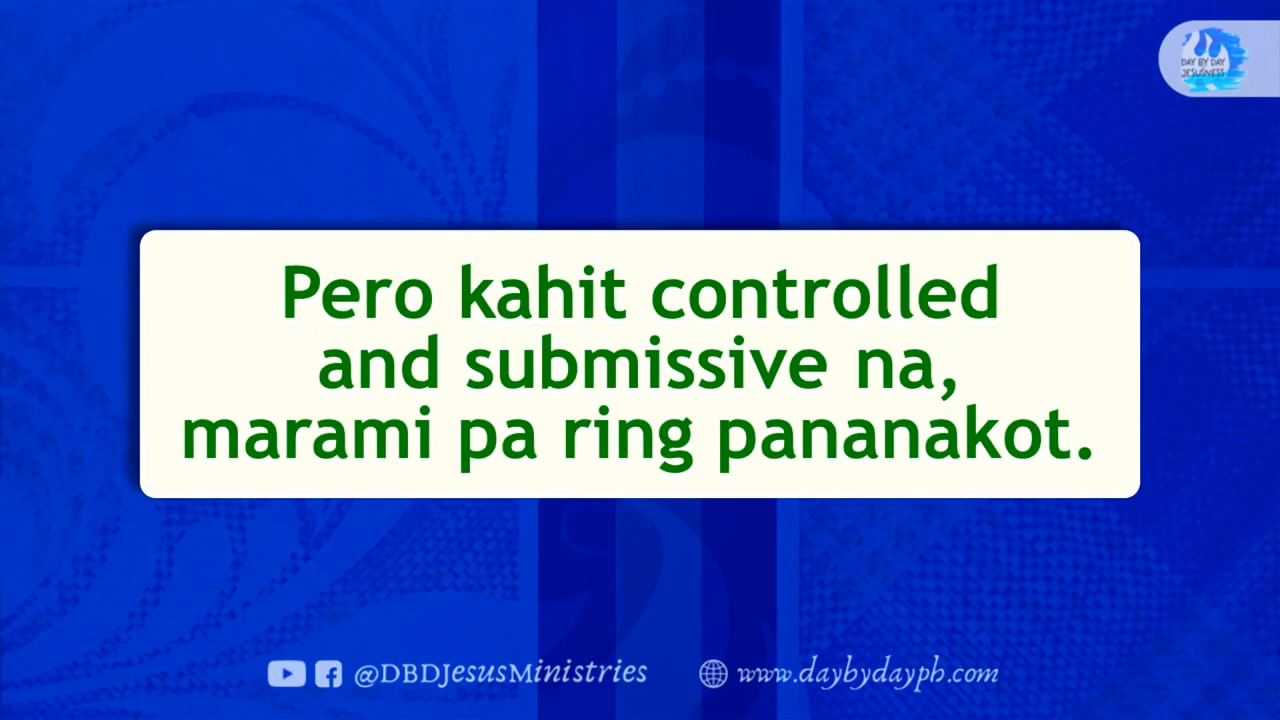 DAY BY DAY
JESUSNESS
Pero kahit controlled
and submissive na,
marami pa ring pananakot.
@DBDJesusMinistries
www.daybydayph.com